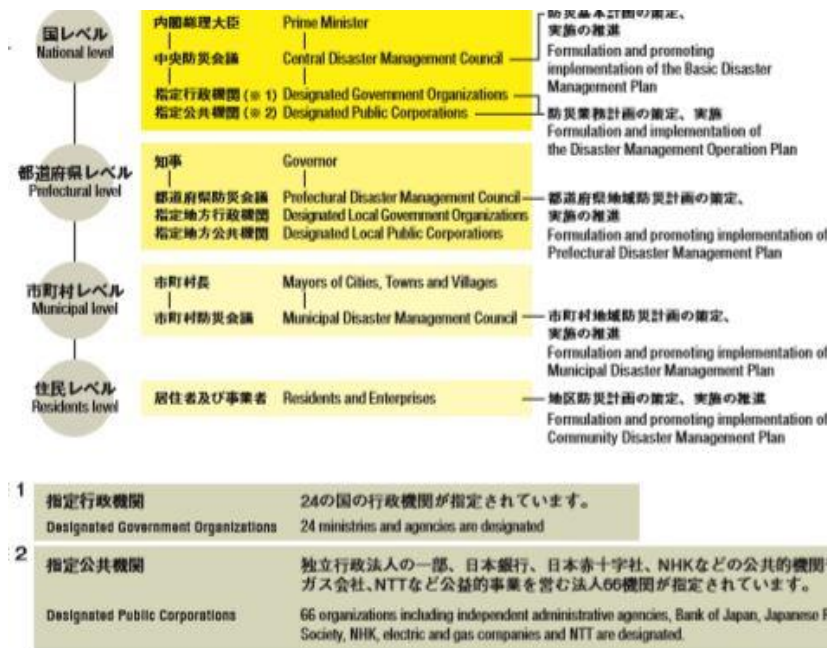 国レベル
National level
内閣総理大臣 Prime Minister
中央防災会議 Central Disaster Management Council
指定行政機関 (※ 1) Designated Government Organizations
指定公共機関 (※ 2) Designated Public Corporations
防災基本計画の策定、
実施の推進
Formulation and promoting
implementation of the Basic Disaster
Management Plan
防災業務計画の策定、実施
Formulation and implementation of
the Disaster Management Operation Plan
都道府県レベル
Prefectural level
知事 Governor
都道府県防災会議 Prefectural Disaster Management Council
指定地方行政機関 Designated Local Government Organizations
指定地方公共機関 Designated Local Public Corporations
都道府県地域防災計画の策定、
実施の推進
Formulation and promoting implementation of
Prefectural Disaster Management Plan
市町村レベル
Municipal level
市町村長 Mayors of Cities, Towns and Villages
市町村防災会議 Municipal Disaster Management Council
市町村地域防災計画の策定、
実施の推進
Formulation and promoting implementation of
Municipal Disaster Management Plan
住民レベル
Residents level
居住者及び事業者 Residents and Enterprises
地区防災計画の策定、実施の推進
Formulation and promoting implementation of
Community Disaster Management Plan
1
指定行政機関 24の国の行政機関が指定されています。
Designated Government Organizations 24 ministries and agencies are designated
2
指定公共機関 独立行政法人の一部、日本銀行、日本赤十字社、NHKなどの公共的機関
ガス会社、NTTなど公益的事業を営む法人66機関が指定されています。
Designated Public Corporations 66 organizations including independent administrative agencies, Bank of Japan, Japanese
Society, NHK, electric and gas companies and NTT are designated.